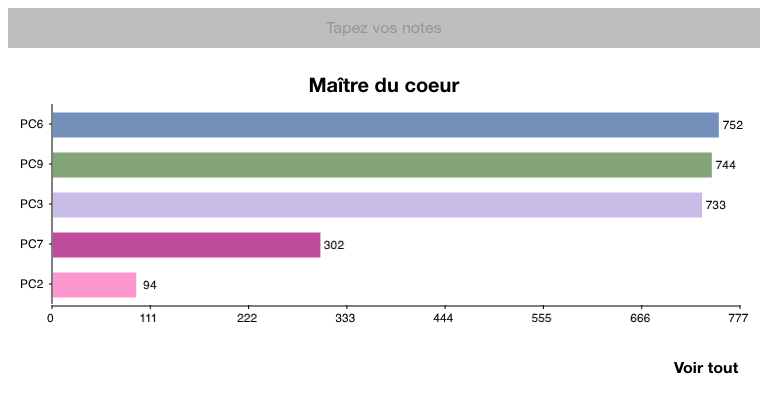 Tapez vos notes
Maître du coeur
PC6 752
PC9 744
PC3 733
PC7 302
PC2 94
0 111 222 333 444 555 666 777
Voir tout